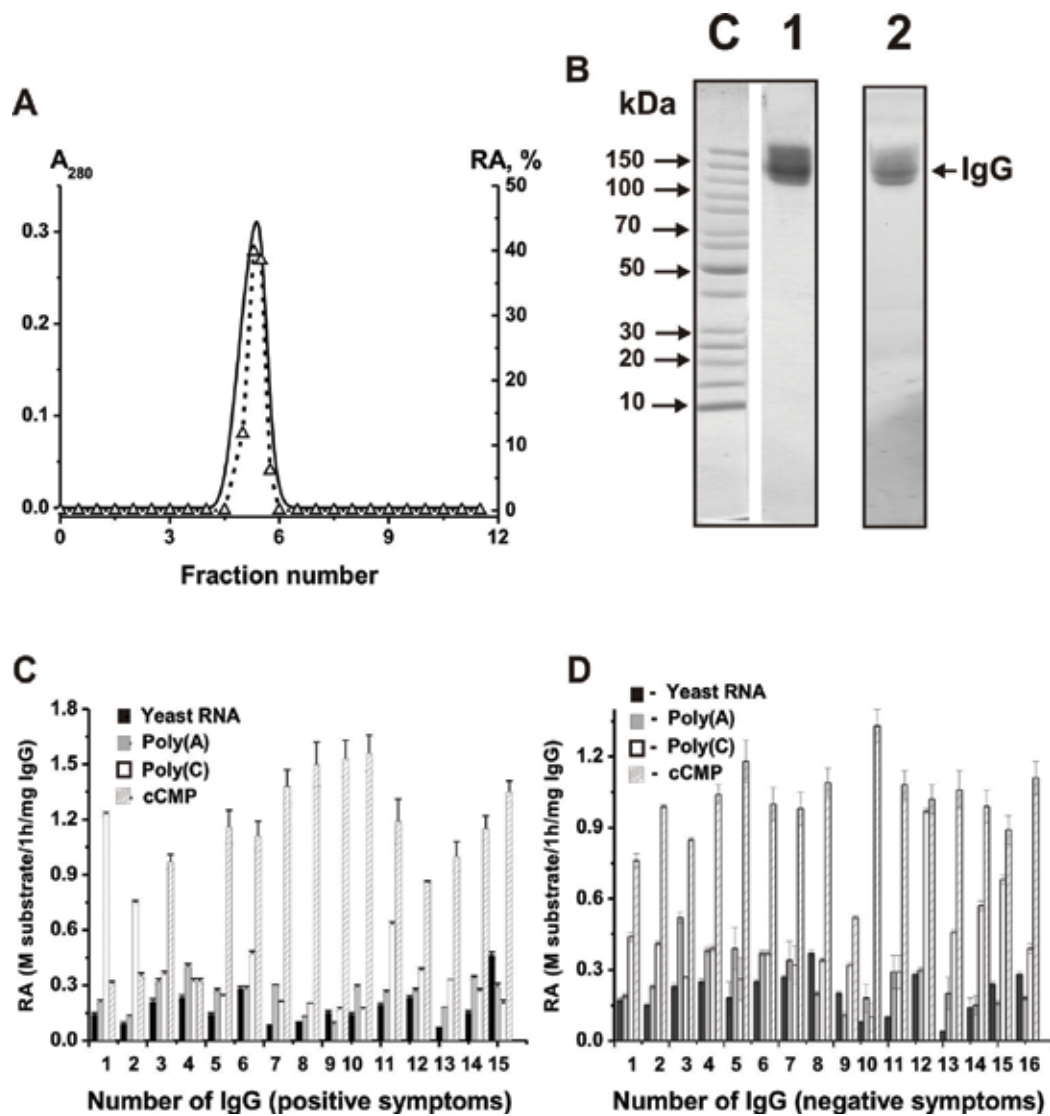 A
A280
RA, %
50
0.3
40
30
0.2
20
0.1
10
0.0
0
0 3 6 9 12
Fraction number
B
C 1 2
kDa
150
100
70
50
30
20
10
IgG
C
Yeast RNA
Poly(A)
Poly(C)
cCMP
RA (M substrate/1h/mg IgG)
1.8
1.5
1.2
0.9
0.6
0.3
0.0
1 2 3 4 5 6 7 8 9 10 11 12 13 14 15
Number of IgG (positive symptoms)
D
- Yeast RNA
- Poly(A)
- Poly(C)
- cCMP
RA (M substrate/1h/mg IgG)
1.2
0.9
0.6
0.3
0.0
1 2 3 4 5 6 7 8 9 10 11 12 13 14 15 16
Number of IgG (negative symptoms)